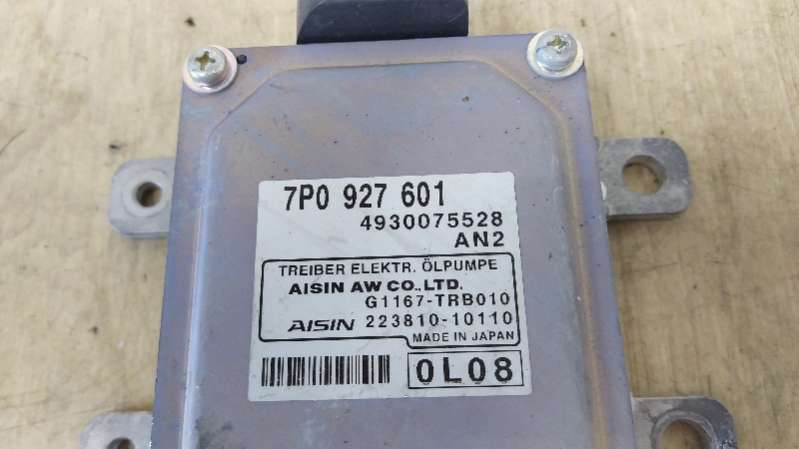 7P0 927 601
4930075528
AN2
TREIBER ELEKTR. ÖLPUMPE
AISIN AW CO.,LTD.
G1167-TRB010
AISIN 223810-10110
MADE IN JAPAN
0L08